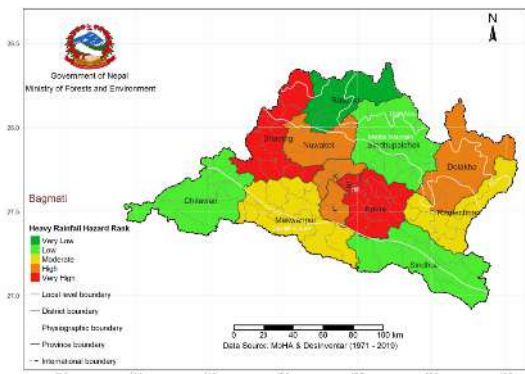 N
Government of Nepal
Ministry of Forests and Environment
28.5
28.0
27.5
27.0
Rasuwa
Dhading
Nuwakot
Sindhupalchok
Dolakha
Chitawan
Makwanpur
Kavre
Ramechhap
Sindhuli
Bagmati
Heavy Rainfall Hazard Rank
Very Low
Low
Moderate
High
Very High
Local level boundary
District boundary
Physiographic boundary
Province boundary
International boundary
0 20 40 60 80 100 km
Data Source: MoHA & Desinventar (1971 - 2019)